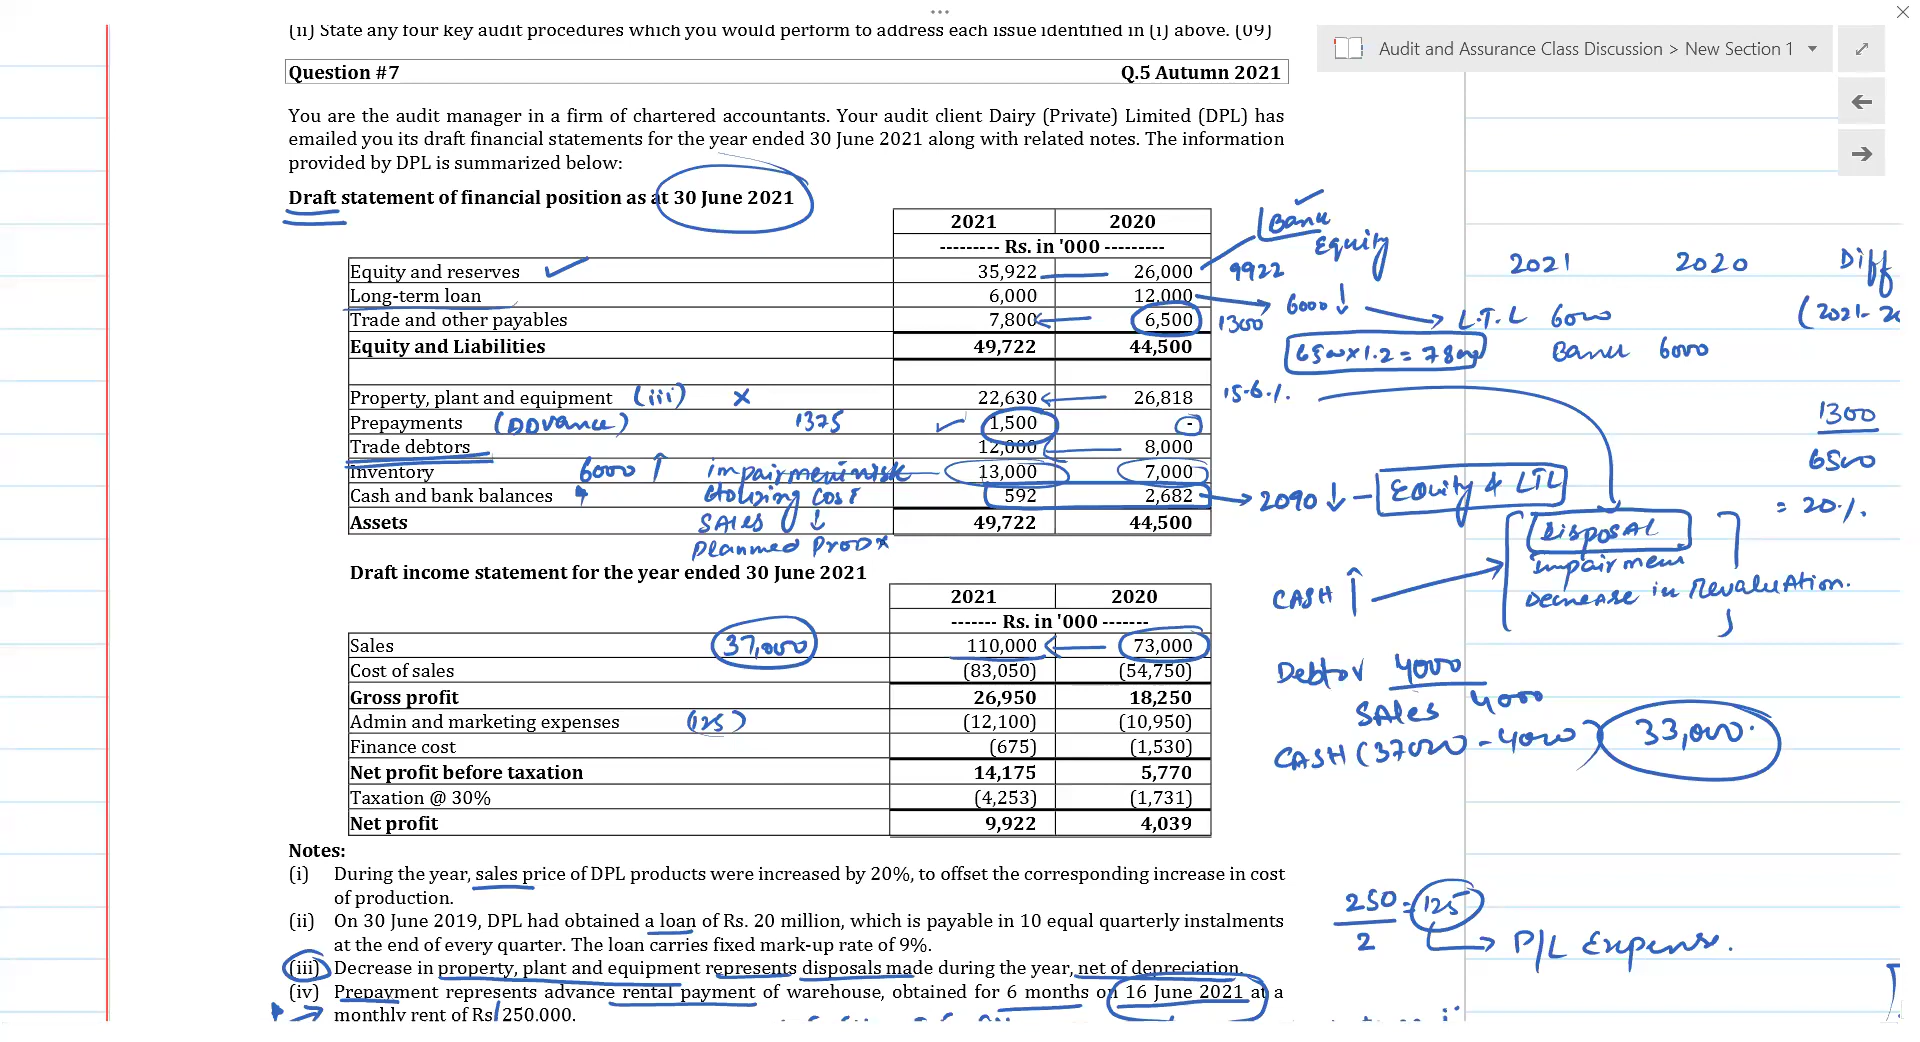 (ii) State any four key audit procedures which you would perform to address each issue identified in (i) above. (09)
Audit and Assurance Class Discussion > New Section 1
Question #7 Q.5 Autumn 2021
You are the audit manager in a firm of chartered accountants. Your audit client Dairy (Private) Limited (DPL) has
emailed you its draft financial statements for the year ended 30 June 2021 along with related notes. The information
provided by DPL is summarized below:
Draft statement of financial position as at 30 June 2021
2021 2020
--------- Rs. in '000 ---------
Equity and reserves 35,922 26,000
Long-term loan 6,000 12,000
Trade and other payables 7,800 6,500
Equity and Liabilities 49,722 44,500
Property, plant and equipment (iii) x 22,630 26,818
Prepayments (Advance) 1375 1,500 -
Trade debtors 12,000 8,000
Inventory 6000 ↑ impairment risk 13,000 7,000
Cash and bank balances Holding cost 592 2,682
Assets Sales ↓ 49,722 44,500
Planned Prod x
Bank
Equity
9922
6000 ↓
1300
6500 x 1.2 = 7800
L.T.L 6000
Bank 6000
2021 2020 Diff
(2021- 2
1300
6500
= 20%.
15.6%.
2090 ↓ - Equity & LTL
Disposal
impairment
Decrease in Revaluation.
CASH ↑
Draft income statement for the year ended 30 June 2021
2021 2020
------- Rs. in '000 -------
Sales 37,000 110,000 73,000
Cost of sales (83,050) (54,750)
Gross profit 26,950 18,250
Admin and marketing expenses (125) (12,100) (10,950)
Finance cost (675) (1,530)
Net profit before taxation 14,175 5,770
Taxation @ 30% (4,253) (1,731)
Net profit 9,922 4,039
Debtor 4000
Sales 4000
CASH (37000 - 4000) 33,000.
Notes:
(i) During the year, sales price of DPL products were increased by 20%, to offset the corresponding increase in cost
of production.
(ii) On 30 June 2019, DPL had obtained a loan of Rs. 20 million, which is payable in 10 equal quarterly instalments
at the end of every quarter. The loan carries fixed mark-up rate of 9%.
(iii) Decrease in property, plant and equipment represents disposals made during the year, net of depreciation.
(iv) Prepayment represents advance rental payment of warehouse, obtained for 6 months on 16 June 2021 at a
monthly rent of Rs. 250,000.
250
2
= 125
P/L Expense.